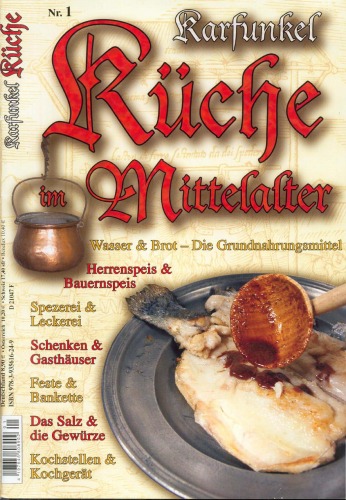 Nr. 1
Karfunkel
Küche
im Mittelalter
Wasser & Brot – Die Grundnahrungsmittel
Herrenspeis &
Bauernspeis
Spezerei &
Leckerei
Schenken &
Gasthäuser
Feste &
Bankette
Das Salz &
die Gewürze
Kochstellen &
Kochgerät
Karfunkel Küche
D 21047 F